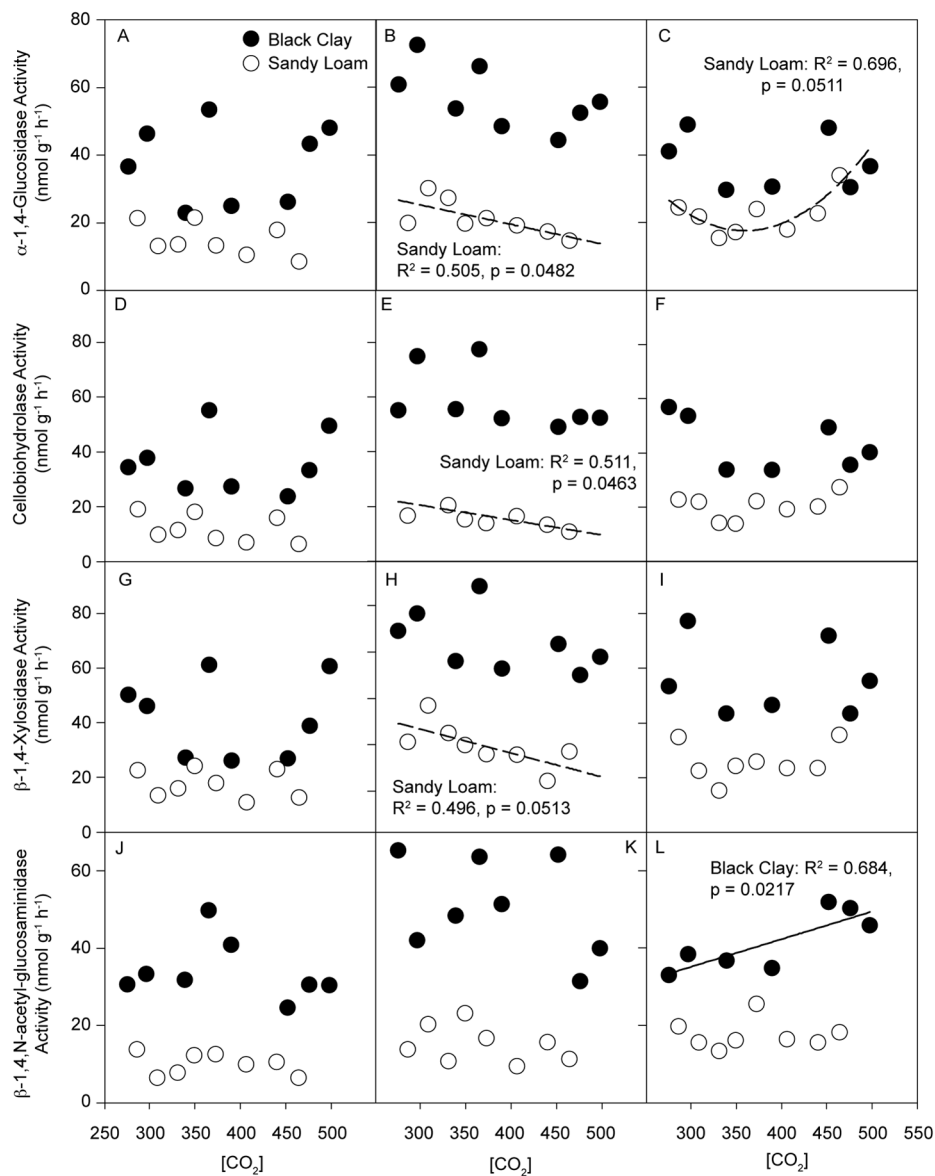 80
A
Black Clay
Sandy Loam
B
C
Sandy Loam: R² = 0.696,
p = 0.0511
60
40
20
0
α-1,4-Glucosidase Activity
(nmol g⁻¹ h⁻¹)
Sandy Loam:
R² = 0.505, p = 0.0482
D
E
F
80
60
40
20
0
Cellobiohydrolase Activity
(nmol g⁻¹ h⁻¹)
Sandy Loam: R² = 0.511,
p = 0.0463
G
H
I
80
60
40
20
0
β-1,4-Xylosidase Activity
(nmol g⁻¹ h⁻¹)
Sandy Loam:
R² = 0.496, p = 0.0513
J
K
L
Black Clay: R² = 0.684,
p = 0.0217
60
40
20
0
β-1,4,N-acetyl-glucosaminidase
Activity (nmol g⁻¹ h⁻¹)
250 300 350 400 450 500 300 350 400 450 500 300 350 400 450 500 550
[CO₂] [CO₂] [CO₂]